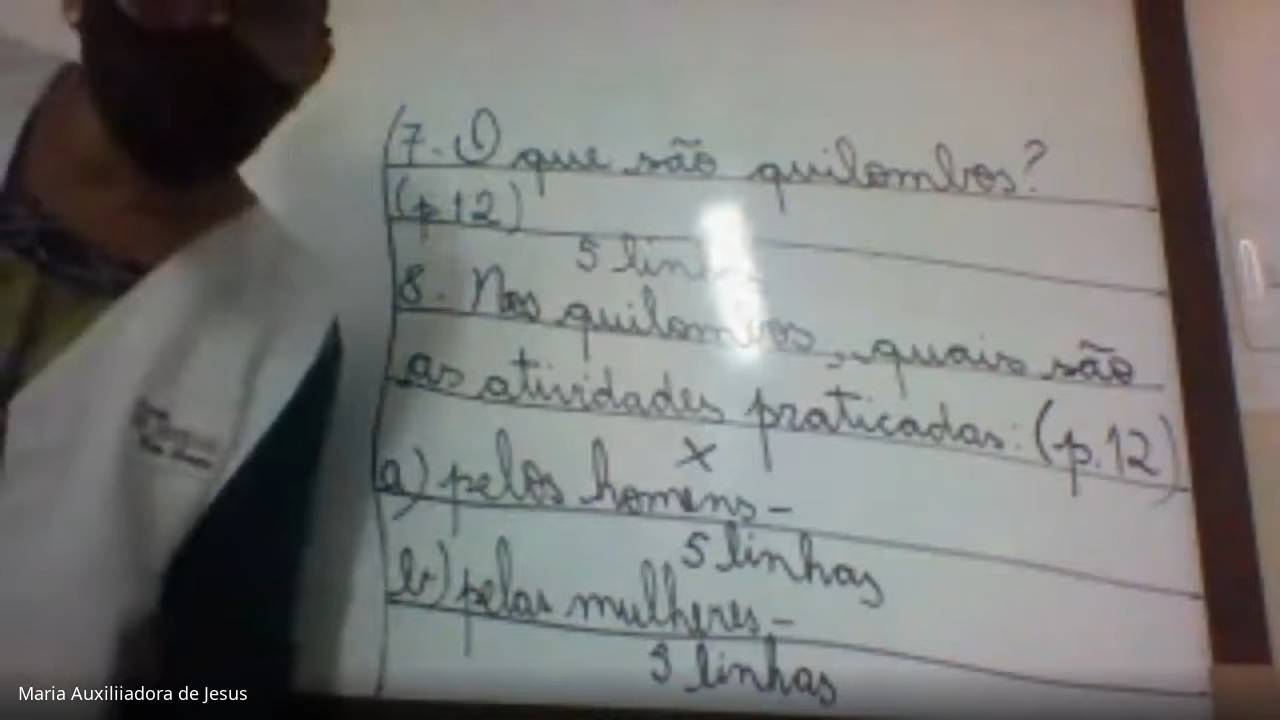 7. O que são quilombos?
(p.12)
5 linhas
8. Nos quilombos, quais são
as atividades praticadas: (p.12)
x
a) pelos homens-
5 linhas
b) pelas mulheres-
3 linhas
Maria Auxiliiadora de Jesus